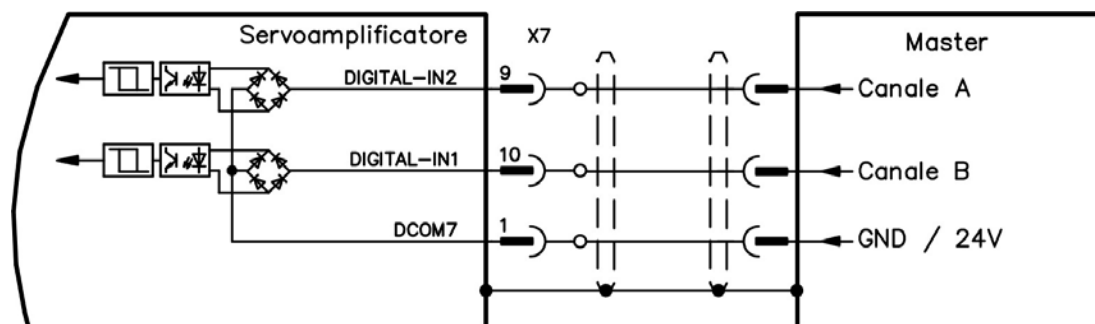 Servoamplificatore
X7
Master
DIGITAL-IN2
9
Canale A
DIGITAL-IN1
10
Canale B
DCOM7
1
GND / 24V